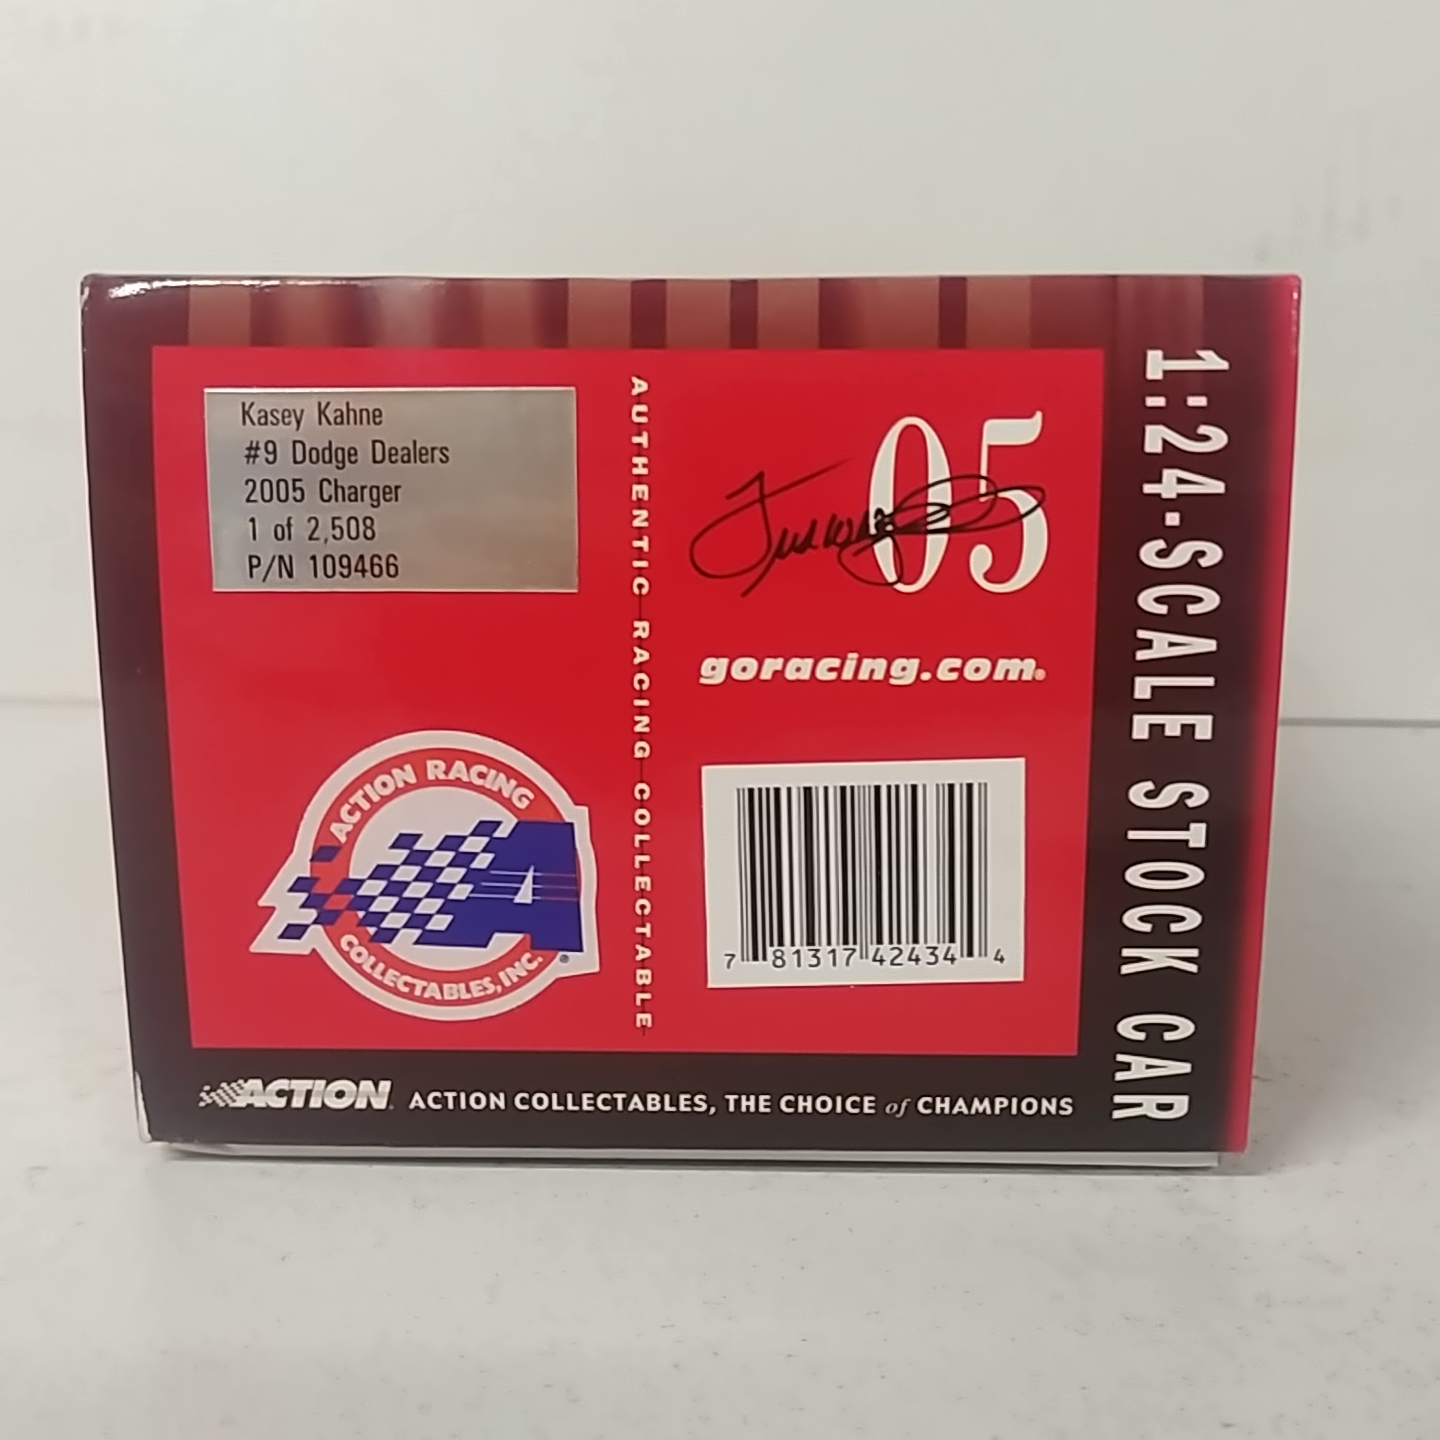 Kasey Kahne
#9 Dodge Dealers
2005 Charger
1 of 2,508
P/N 109466
AUTHENTIC RACING COLLECTABLE
05
goracing.com®
ACTION RACING
COLLECTABLES, INC.
A®
7 81317 42434 4
1:24-SCALE STOCK CAR
ACTION. ACTION COLLECTABLES, THE CHOICE of CHAMPIONS